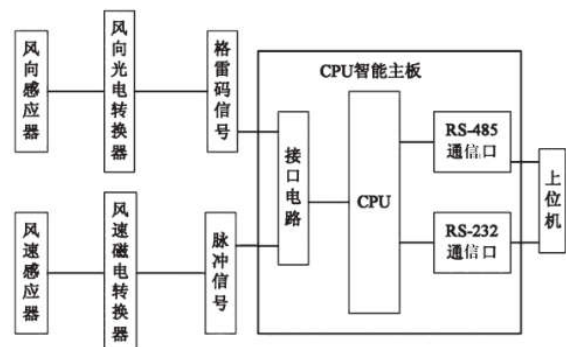 风向感应器
风向光电转换器
格雷码信号
CPU智能主板
接口电路
CPU
RS-485
通信口
RS-232
通信口
上位机
风速感应器
风速磁电转换器
脉冲信号